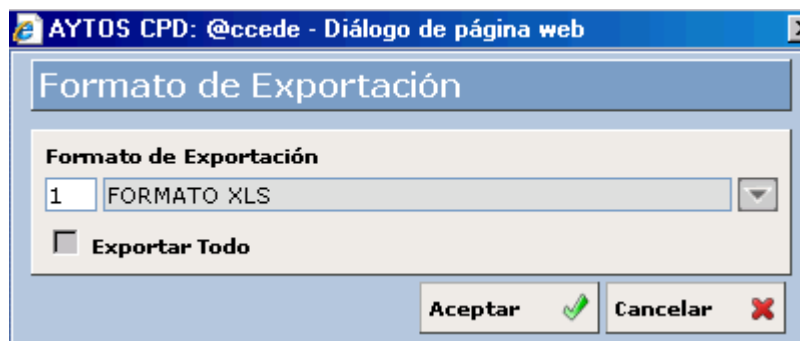 AYTOS CPD: @ccede - Diálogo de página web
Formato de Exportación
Formato de Exportación
1 FORMATO XLS
Exportar Todo
Aceptar Cancelar